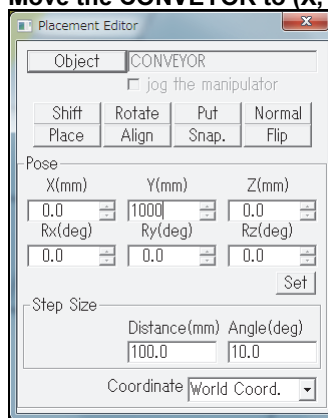 Move the CONVEYOR to (X,
Placement Editor
Object CONVEYOR
jog the manipulator
Shift Rotate Put Normal
Place Align Snap. Flip
Pose
X(mm) Y(mm) Z(mm)
0.0 1000 0.0
Rx(deg) Ry(deg) Rz(deg)
0.0 0.0 0.0
Set
Step Size
Distance(mm) Angle(deg)
100.0 10.0
Coordinate World Coord.